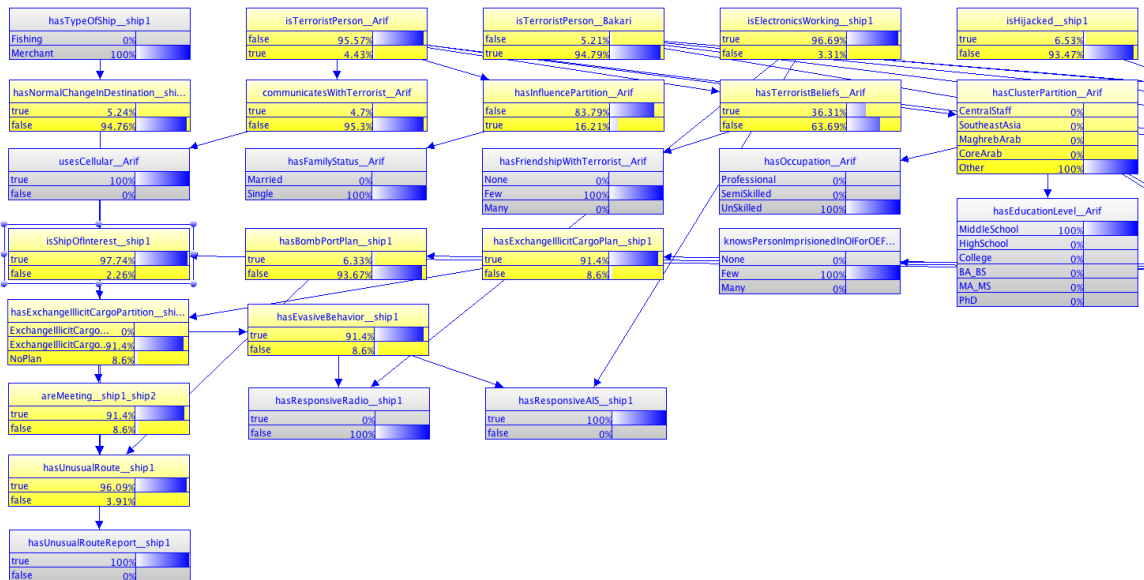 hasTypeOfShip__ship1
Fishing 0%
Merchant 100%
isTerroristPerson__Arif
false 95.57%
true 4.43%
isTerroristPerson__Bakari
false 5.21%
true 94.79%
isElectronicsWorking__ship1
true 96.69%
false 3.31%
isHijacked__ship1
true 6.53%
false 93.47%
hasNormalChangeInDestination__shi...
true 5.24%
false 94.76%
communicatesWithTerrorist__Arif
true 4.7%
false 95.3%
hasInfluencePartition__Arif
false 83.79%
true 16.21%
hasTerroristBeliefs__Arif
true 36.31%
false 63.69%
hasClusterPartition__Arif
CentralStaff 0%
SoutheastAsia 0%
MaghrebArab 0%
CoreArab 0%
Other 100%
usesCellular__Arif
true 100%
false 0%
hasFamilyStatus__Arif
Married 0%
Single 100%
hasFriendshipWithTerrorist__Arif
None 0%
Few 100%
Many 0%
hasOccupation__Arif
Professional 0%
SemiSkilled 0%
UnSkilled 100%
hasEducationLevel__Arif
MiddleSchool 100%
HighSchool 0%
College 0%
BA_BS 0%
MA_MS 0%
PhD 0%
isShipOfInterest__ship1
true 97.74%
false 2.26%
hasBombPortPlan__ship1
true 6.33%
false 93.67%
hasExchangeIllicitCargoPlan__ship1
true 91.4%
false 8.6%
knowsPersonImprisionedInOIForOEF...
None 0%
Few 100%
Many 0%
hasExchangeIllicitCargoPartition__shi...
ExchangeIllicitCargo... 0%
ExchangeIllicitCargo...91.4%
NoPlan 8.6%
hasEvasiveBehavior__ship1
true 91.4%
false 8.6%
areMeeting__ship1_ship2
true 91.4%
false 8.6%
hasResponsiveRadio__ship1
true 0%
false 100%
hasResponsiveAIS__ship1
true 100%
false 0%
hasUnusualRoute__ship1
true 96.09%
false 3.91%
hasUnusualRouteReport__ship1
true 100%
false 0%